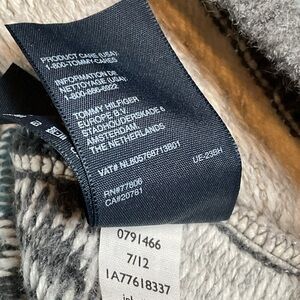 PRODUCT CARE (USA)
1-800-TOMMY-CARES
INFORMATION DE
NETTOYAGE (USA)
1-800-866-6922
TOMMY HILFIGER
EUROPE B.V.
STADHOUDERSKADE 6
AMSTERDAM,
THE NETHERLANDS
VAT# NL805768713B01
UE-23BH
RN#77806
CA#20761
0791466
7/12
1A77618337